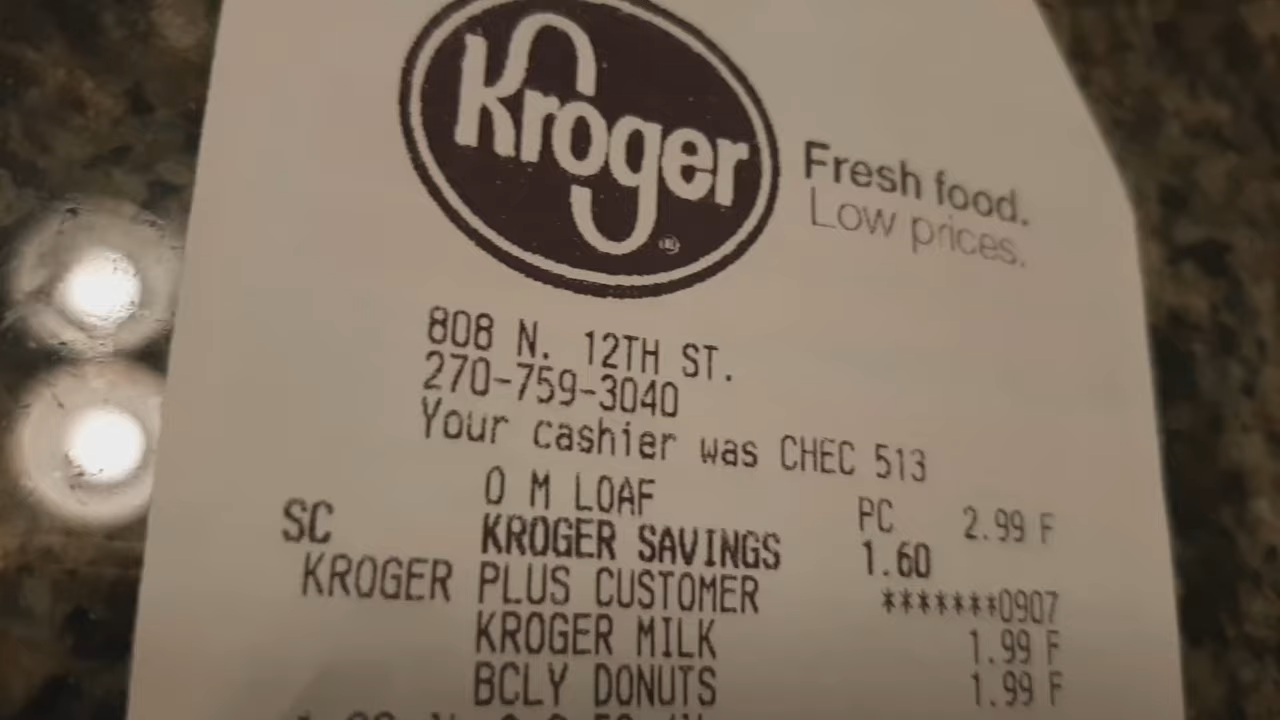 Kroger
Fresh food.
Low prices.
808 N. 12TH ST.
270-759-3040
Your cashier was CHEC 513
O M LOAF PC 2.99 F
SC KROGER SAVINGS 1.60
KROGER PLUS CUSTOMER *******0907
KROGER MILK 1.99 F
BCLY DONUTS 1.99 F